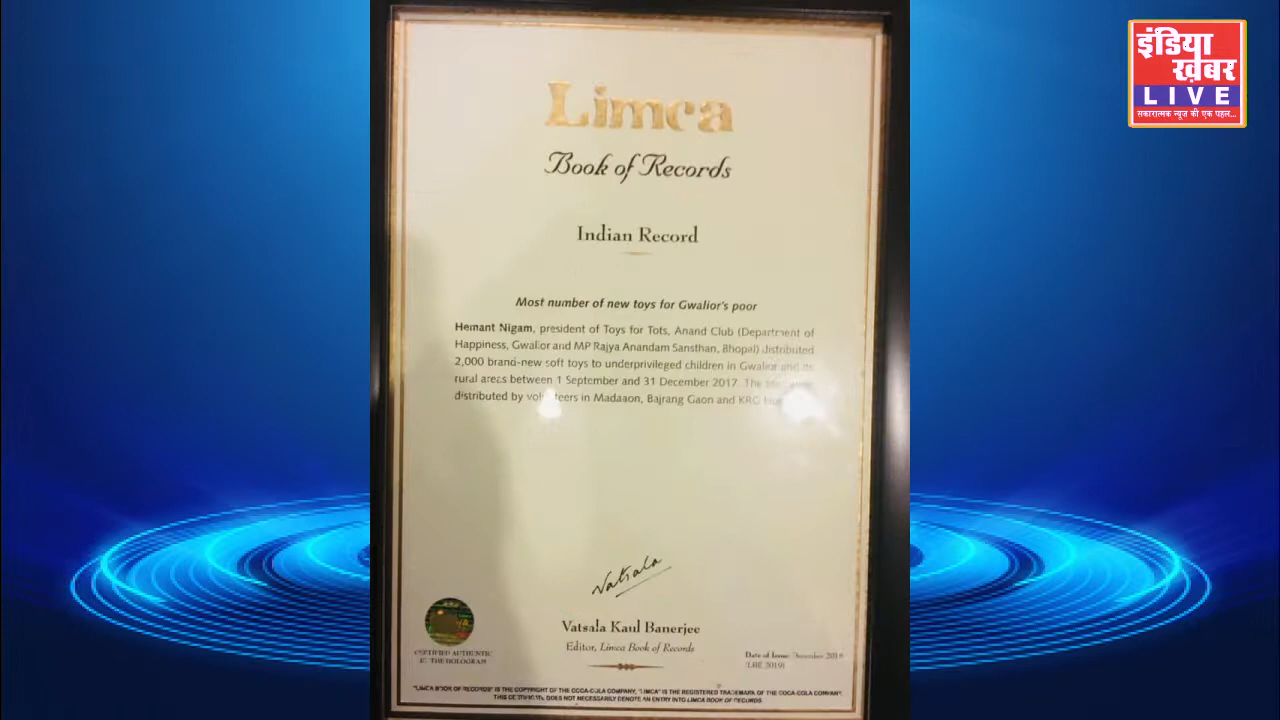 इंडिया
ख़बर
LIVE
सकारात्मक न्यूज़ की एक पहल...
Limca
Book of Records
Indian Record
Most number of new toys for Gwalior's poor
Hemant Nigam, president of Toys for Tots, Anand Club (Department of
Happiness, Gwalior and MP Rajya Anandam Sansthan, Bhopal) distributed
2,000 brand-new soft toys to underprivileged children in Gwalior and its
rural areas between 1 September and 31 December 2017. The
distributed by volunteers in Madaaon, Bajrang Gaon and KRG
Vatsala
Vatsala Kaul Banerjee
Editor, Limca Book of Records
CERTIFIED AUTHENTIC
THE HOLOGRAM
Date of Issue: December
(LBR 2019)
"LIMCA BOOK OF RECORDS" IS THE COPYRIGHT OF THE COCA-COLA COMPANY. "LIMCA" IS THE REGISTERED TRADEMARK OF THE COCA-COLA COMPANY.
THIS CERTIFICATE DOES NOT NECESSARILY DENOTE AN ENTRY INTO LIMCA BOOK OF RECORDS.